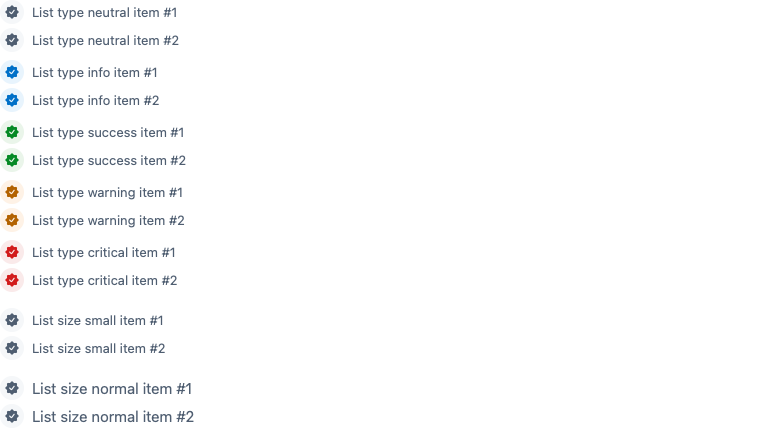 List type neutral item #1
List type neutral item #2
List type info item #1
List type info item #2
List type success item #1
List type success item #2
List type warning item #1
List type warning item #2
List type critical item #1
List type critical item #2
List size small item #1
List size small item #2
List size normal item #1
List size normal item #2